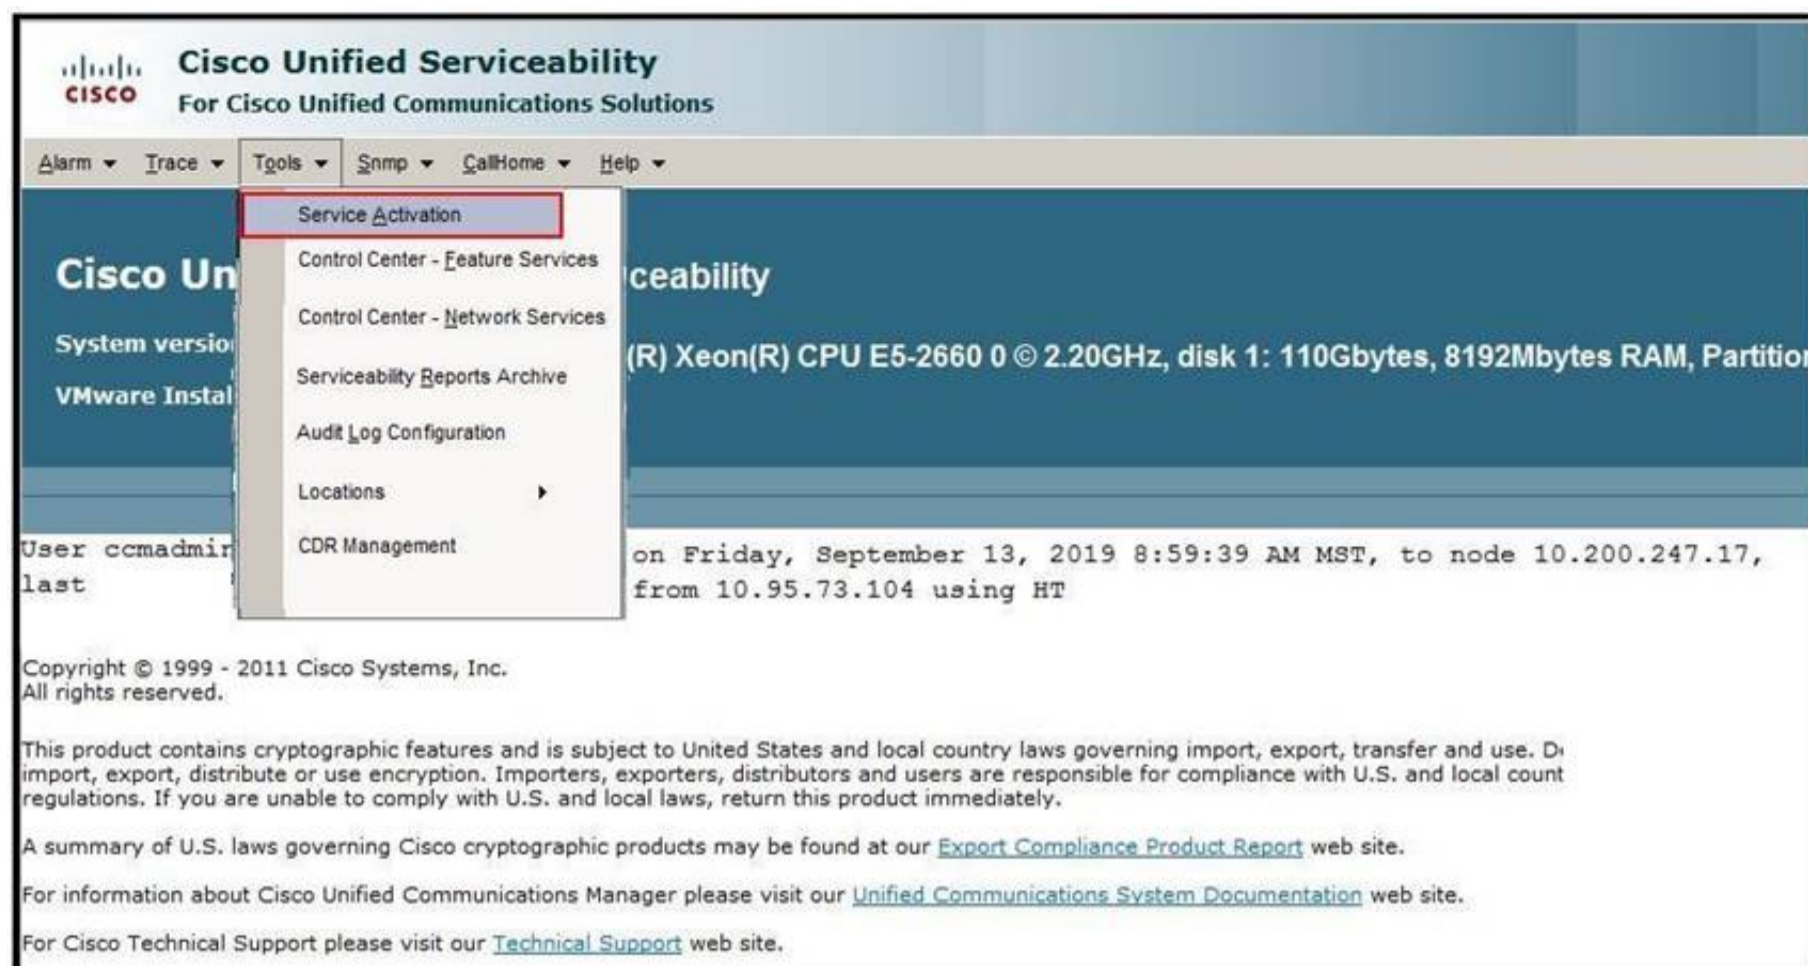 CISCO
Cisco Unified Serviceability
For Cisco Unified Communications Solutions
Alarm Trace Tools Snmp CallHome Help
Service Activation
Control Center - Feature Services
Control Center - Network Services
Serviceability Reports Archive
Audit Log Configuration
Locations
CDR Management
Cisco Un ceability
System versio (R) Xeon(R) CPU E5-2660 0 © 2.20GHz, disk 1: 110Gbytes, 8192Mbytes RAM, Partition
VMware Instal
User ccmadmin on Friday, September 13, 2019 8:59:39 AM MST, to node 10.200.247.17,
last from 10.95.73.104 using HT
Copyright © 1999 - 2011 Cisco Systems, Inc.
All rights reserved.
This product contains cryptographic features and is subject to United States and local country laws governing import, export, transfer and use.
import, export, distribute or use encryption. Importers, exporters, distributors and users are responsible for compliance with U.S. and local count
regulations. If you are unable to comply with U.S. and local laws, return this product immediately.
A summary of U.S. laws governing Cisco cryptographic products may be found at our Export Compliance Product Report web site.
For information about Cisco Unified Communications Manager please visit our Unified Communications System Documentation web site.
For Cisco Technical Support please visit our Technical Support web site.